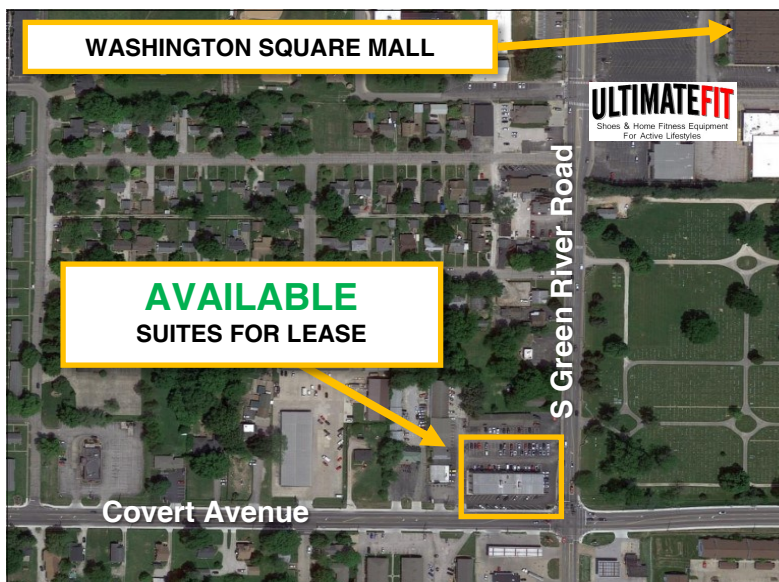 WASHINGTON SQUARE MALL
ULTIMATEFIT
Shoes & Home Fitness Equipment
For Active Lifestyles
S Green River Road
AVAILABLE
SUITES FOR LEASE
Covert Avenue